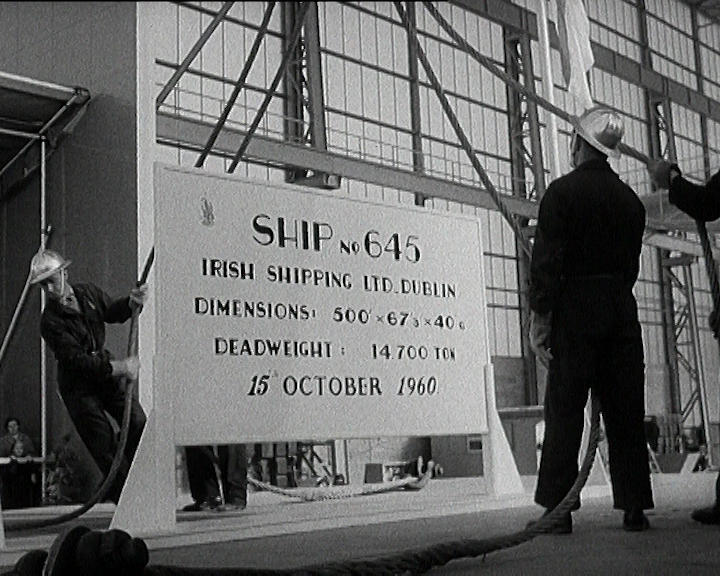 SHIP No 645
IRISH SHIPPING LTD. DUBLIN
DIMENSIONS: 500' × 67'3 × 40'6
DEADWEIGHT: 14.700 TON
15th OCTOBER 1960